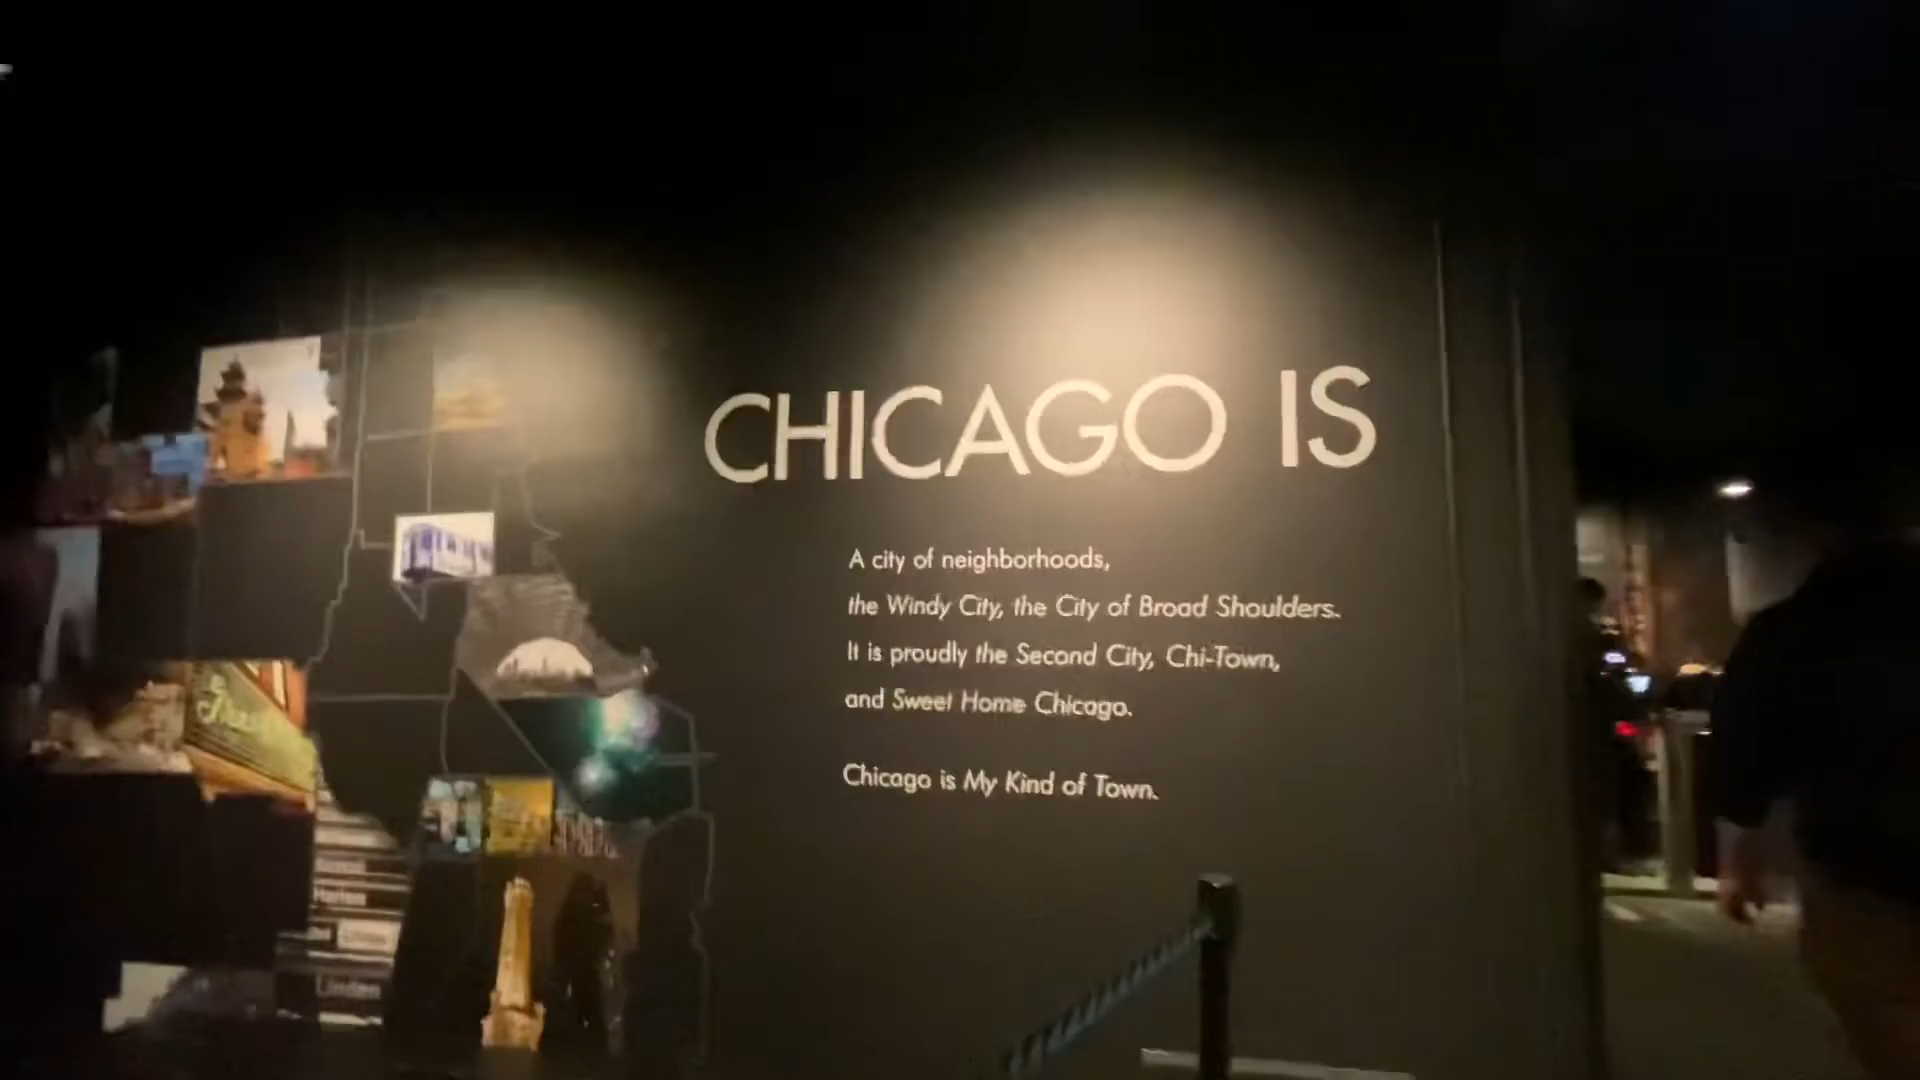 CHICAGO IS
A city of neighborhoods,
the Windy City, the City of Broad Shoulders.
It is proudly the Second City, Chi-Town,
and Sweet Home Chicago.
Chicago is My Kind of Town.
Linden